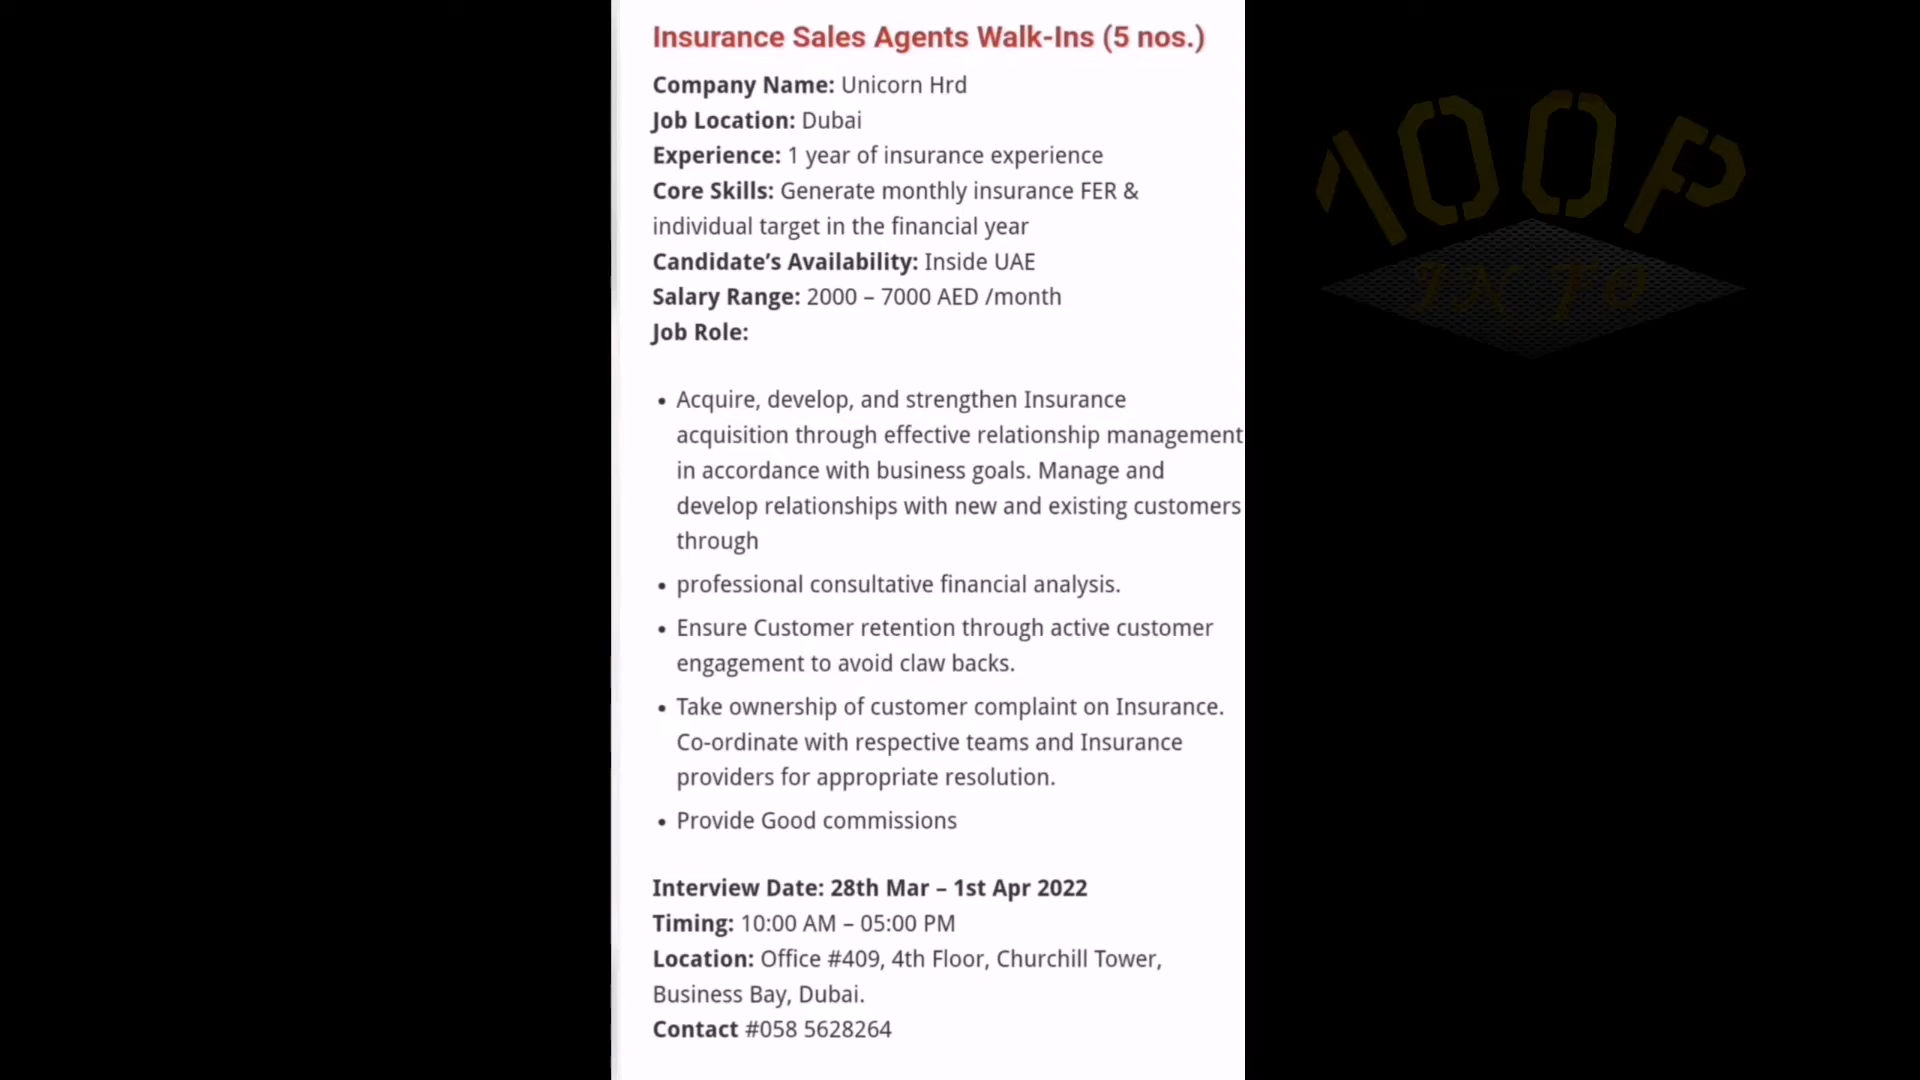 Insurance Sales Agents Walk-Ins (5 nos.)
Company Name: Unicorn Hrd
Job Location: Dubai
Experience: 1 year of insurance experience
Core Skills: Generate monthly insurance FER &
individual target in the financial year
Candidate’s Availability: Inside UAE
Salary Range: 2000 – 7000 AED /month
Job Role:
• Acquire, develop, and strengthen Insurance
acquisition through effective relationship management
in accordance with business goals. Manage and
develop relationships with new and existing customers
through
• professional consultative financial analysis.
• Ensure Customer retention through active customer
engagement to avoid claw backs.
• Take ownership of customer complaint on Insurance.
Co-ordinate with respective teams and Insurance
providers for appropriate resolution.
• Provide Good commissions
Interview Date: 28th Mar – 1st Apr 2022
Timing: 10:00 AM – 05:00 PM
Location: Office #409, 4th Floor, Churchill Tower,
Business Bay, Dubai.
Contact #058 5628264
100P
IN TO